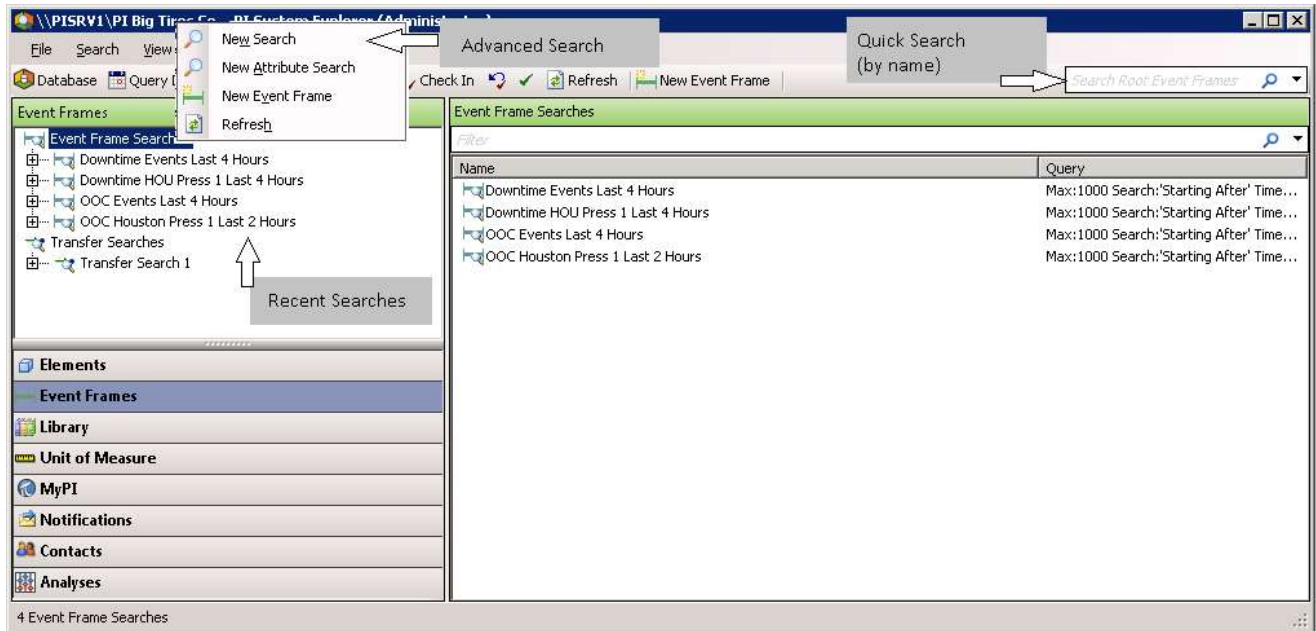 \\PISRV1\PI Big Tires Co - PI System Explorer (Administrator)
File Search View
New Search
New Attribute Search
New Event Frame
Refresh
Advanced Search
Quick Search
(by name)
Database Query Check In Refresh New Event Frame
Search Root Event Frames
Event Frames
Event Frame Search
Downtime Events Last 4 Hours
Downtime HOU Press 1 Last 4 Hours
OOC Events Last 4 Hours
OOC Houston Press 1 Last 2 Hours
Transfer Searches
Transfer Search 1
Recent Searches
Event Frame Searches
Filter
Name Query
Downtime Events Last 4 Hours Max:1000 Search:'Starting After' Time...
Downtime HOU Press 1 Last 4 Hours Max:1000 Search:'Starting After' Time...
OOC Events Last 4 Hours Max:1000 Search:'Starting After' Time...
OOC Houston Press 1 Last 2 Hours Max:1000 Search:'Starting After' Time...
Elements
Event Frames
Library
Unit of Measure
MyPI
Notifications
Contacts
Analyses
4 Event Frame Searches